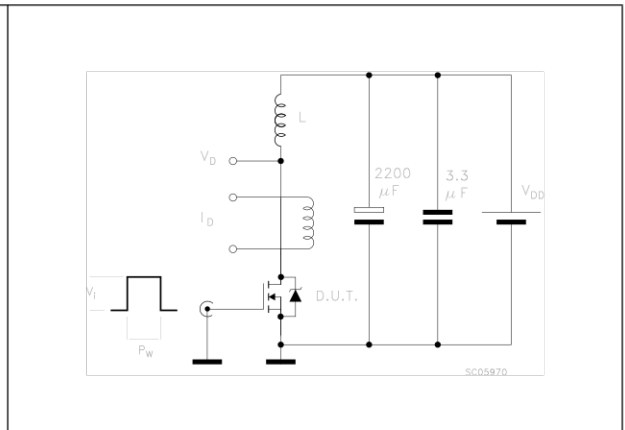 L
V_D
2200
μF
3.3
μF
V_DD
I_D
D.U.T.
V_i
P_W
SC05970